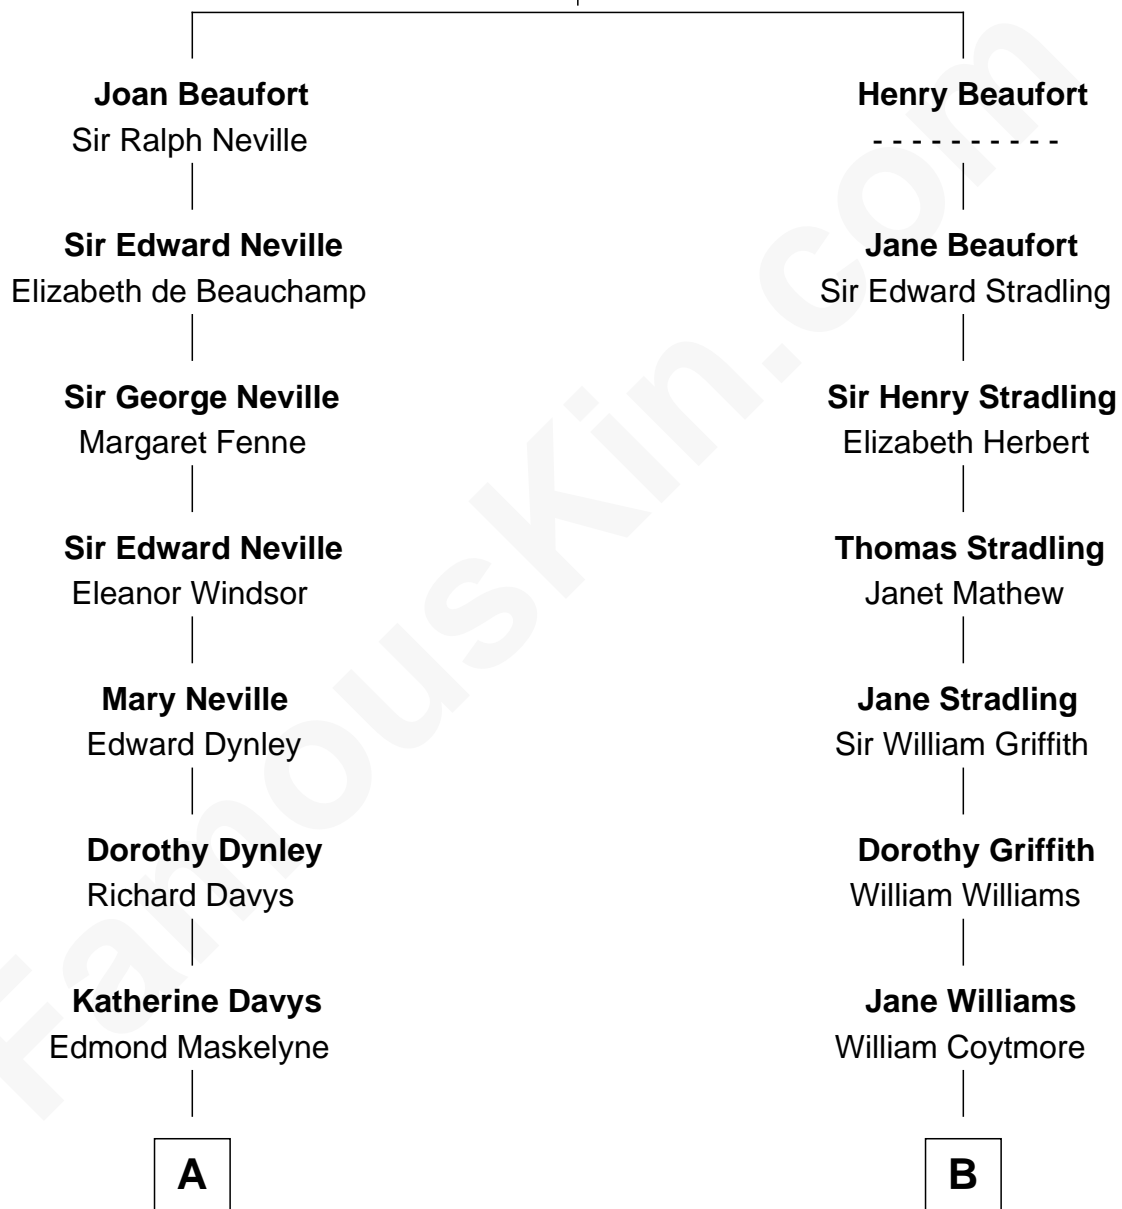 Joan Beaufort
Sir Ralph Neville
Sir Edward Neville
Elizabeth de Beauchamp
Sir George Neville
Margaret Fenne
Sir Edward Neville
Eleanor Windsor
Mary Neville
Edward Dynley
Dorothy Dynley
Richard Davys
Katherine Davys
Edmond Maskelyne
A
Henry Beaufort
- - - - - - - - - -
Jane Beaufort
Sir Edward Stradling
Sir Henry Stradling
Elizabeth Herbert
Thomas Stradling
Janet Mathew
Jane Stradling
Sir William Griffith
Dorothy Griffith
William Williams
Jane Williams
William Coytmore
B
FamousKin.com